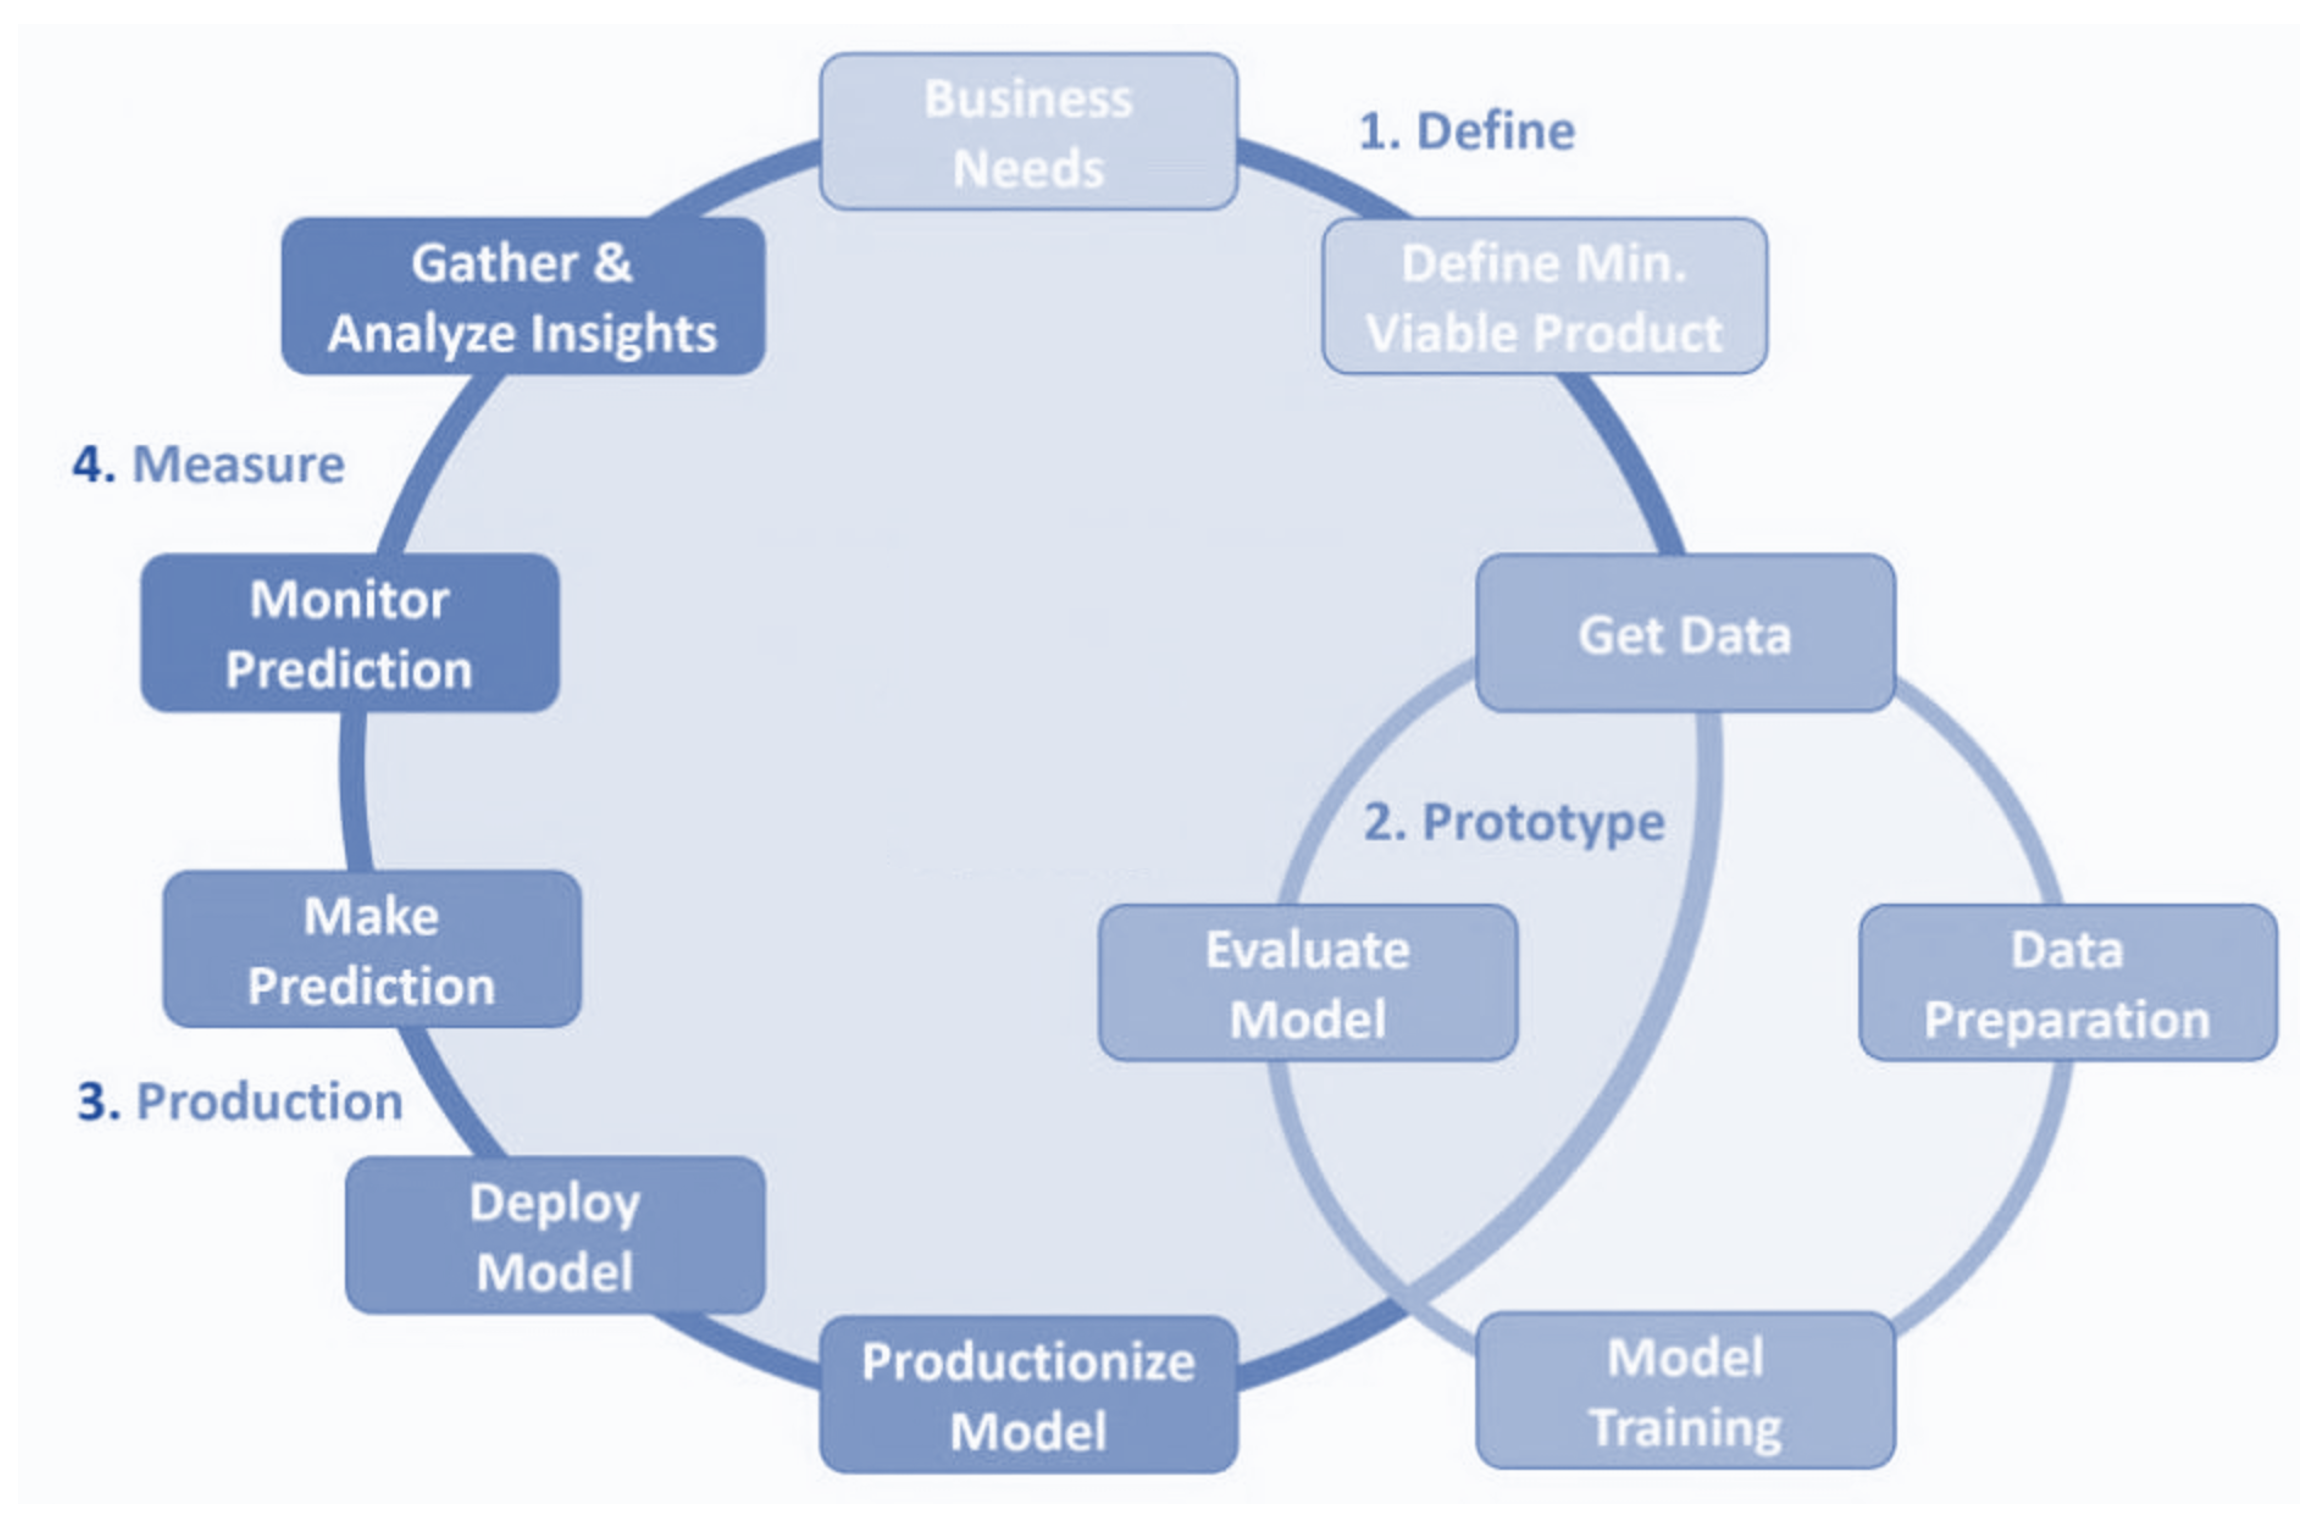 Business
Needs
1. Define
Define Min.
Viable Product
Gather &
Analyze Insights
4. Measure
Monitor
Prediction
Get Data
2. Prototype
Make
Prediction
Evaluate
Model
Data
Preparation
3. Production
Deploy
Model
Productionize
Model
Model
Training